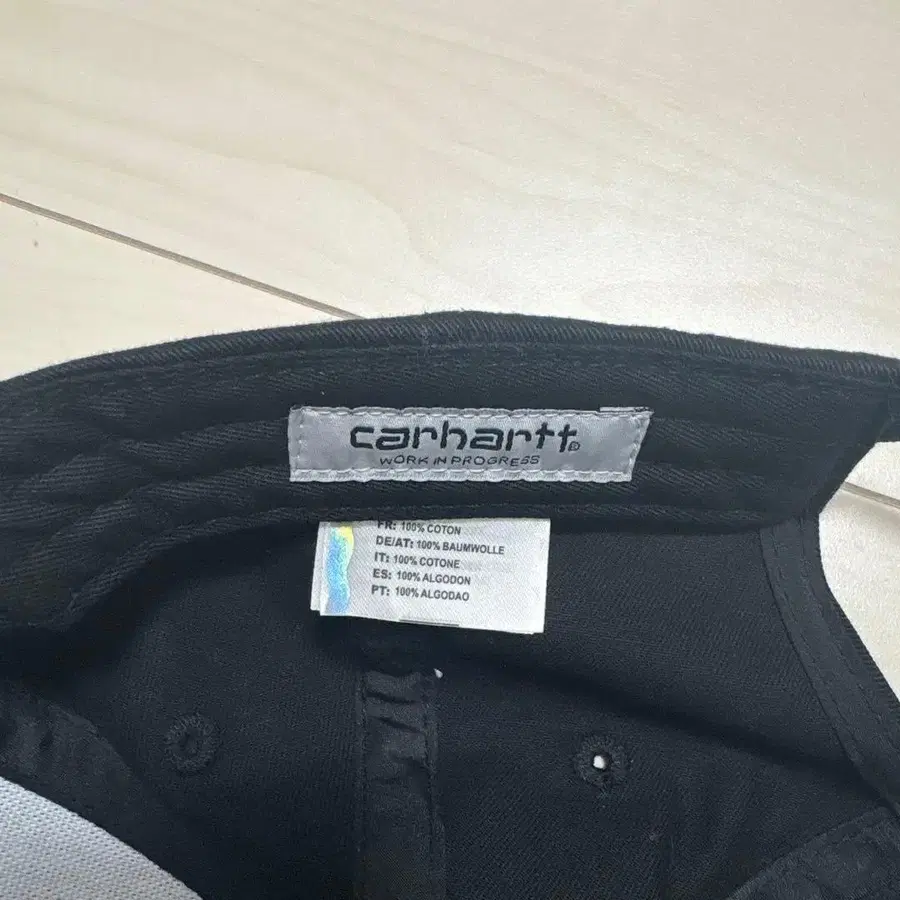 carhartt®
WORK IN PROGRESS
FR: 100% COTON
DE/AT: 100% BAUMWOLLE
IT: 100% COTONE
ES: 100% ALGODON
PT: 100% ALGODAO